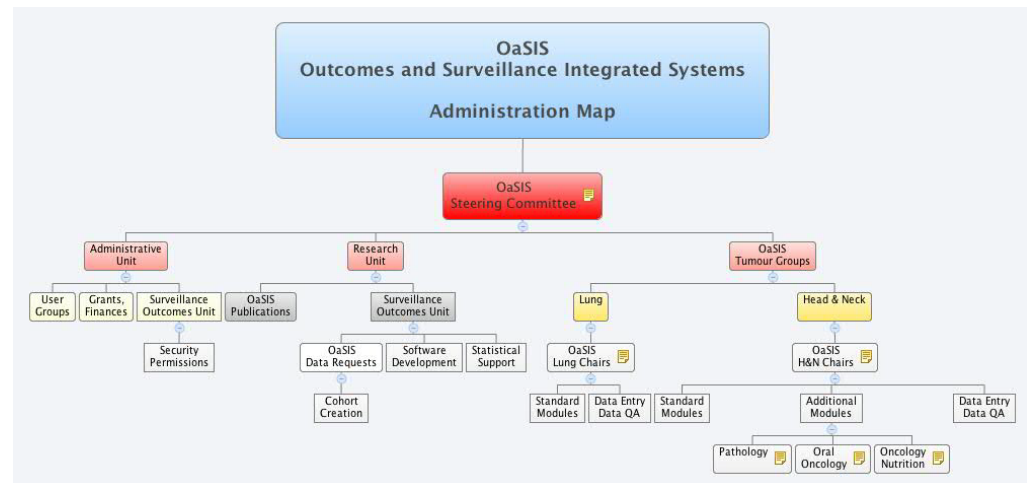 OaSIS
Outcomes and Surveillance Integrated Systems
Administration Map
OaSIS
Steering Committee
Administrative
Unit
Research
Unit
OaSIS
Tumour Groups
User
Groups
Grants,
Finances
Surveillance
Outcomes Unit
OaSIS
Publications
Surveillance
Outcomes Unit
Lung
Head & Neck
Security
Permissions
OaSIS
Data Requests
Software
Development
Statistical
Support
OaSIS
Lung Chairs
OaSIS
H&N Chairs
Cohort
Creation
Standard
Modules
Data Entry
Data QA
Standard
Modules
Additional
Modules
Data Entry
Data QA
Pathology
Oral
Oncology
Oncology
Nutrition